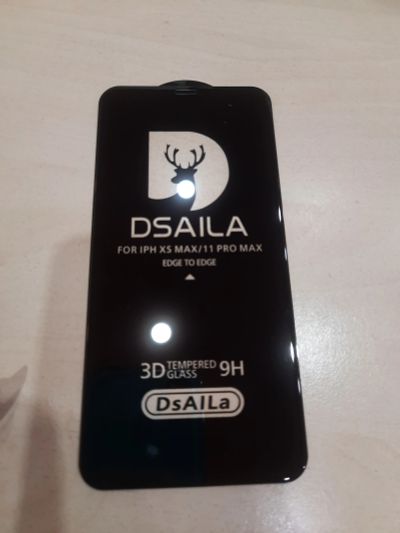 D
DSAILA
FOR IPH XS MAX/11 PRO MAX
EDGE TO EDGE
3D TEMPERED GLASS 9H
DsAILa